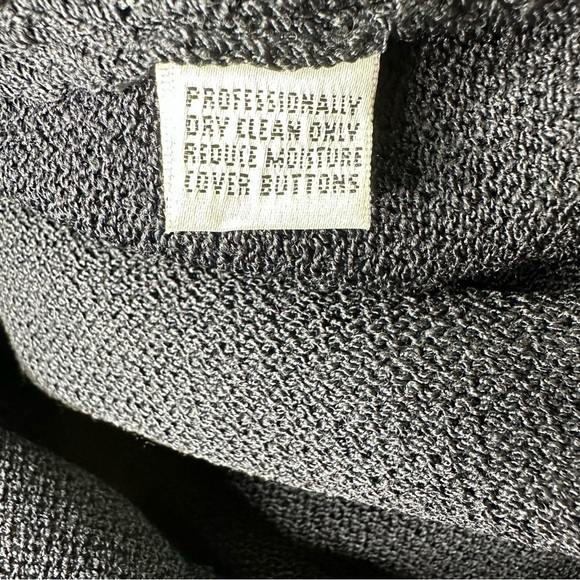 PROFESSIONALLY
DRY CLEAN ONLY
REDUCE MOISTURE
COVER BUTTONS